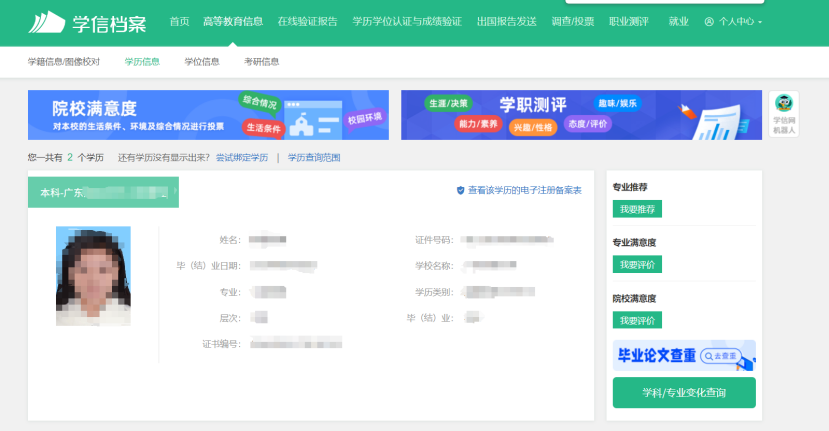 学信档案 首页 高等教育信息 在线验证报告 学历学位认证与成绩验证 出国报告发送 调查/投票 职业测评 就业 个人中心
学籍信息/图像校对 学历信息 学位信息 考研信息
院校满意度
对本校的生活条件、环境及综合情况进行投票
综合情况
生活条件
校园环境
学职测评
生涯/决策
能力/素养
兴趣/性格
态度/评价
趣味/娱乐
学信网
机器人
您一共有 2 个学历 还有学历没有显示出来? 尝试绑定学历 | 学历查询范围
本科-广东
查看该学历的电子注册备案表
姓名: 证件号码:
毕(结)业日期: 学校名称:
专业: 学历类别:
层次: 毕(结)业:
证书编号:
专业推荐
我要推荐
专业满意度
我要评价
院校满意度
我要评价
毕业论文查重 去查重
学科/专业变化查询